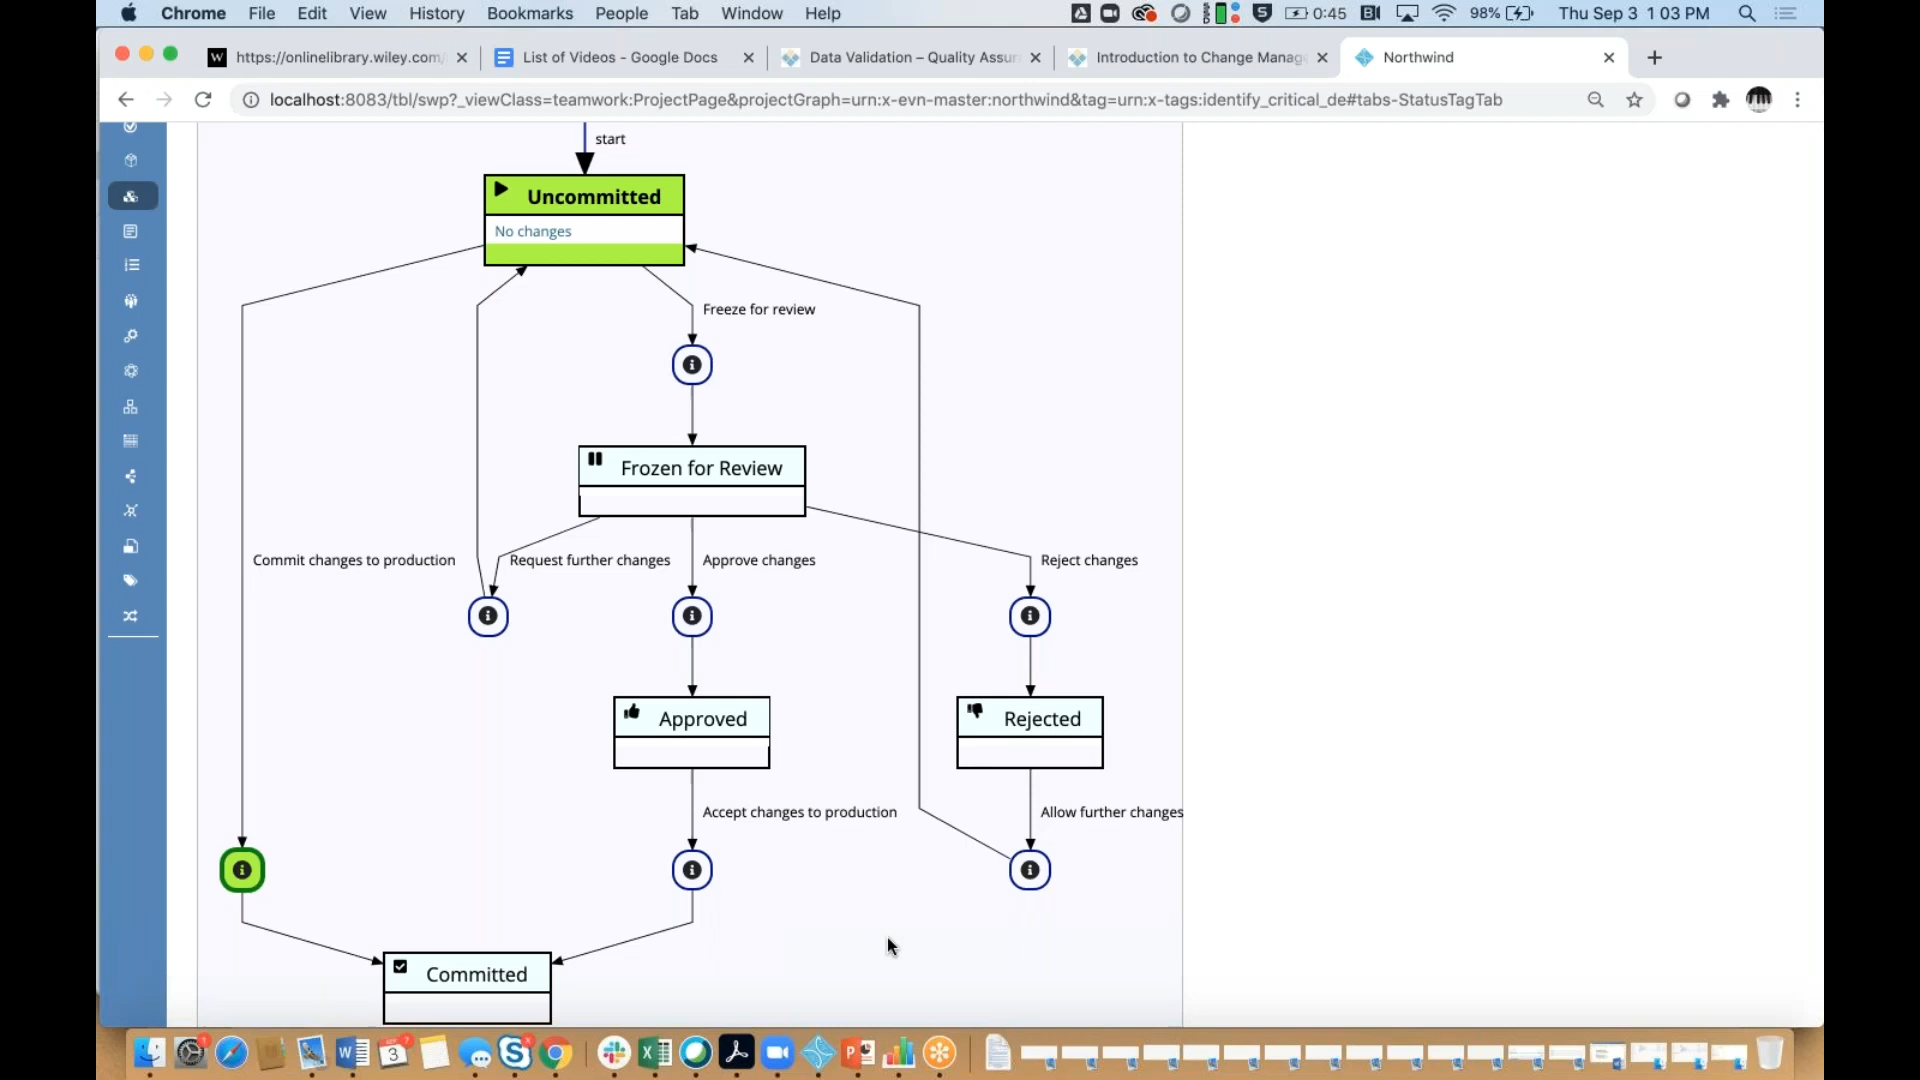 Chrome File Edit View History Bookmarks People Tab Window Help 0:45 98% Thu Sep 3 1 03 PM
W https://onlinelibrary.wiley.com/ List of Videos - Google Docs Data Validation – Quality Assur Introduction to Change Manag Northwind
localhost:8083/tbl/swp?_viewClass=teamwork:ProjectPage&projectGraph=urn:x-evn-master:northwind&tag=urn:x-tags:identify_critical_de#tabs-StatusTagTab
start
Uncommitted
No changes
Freeze for review
Frozen for Review
Commit changes to production
Request further changes
Approve changes
Reject changes
Approved
Rejected
Accept changes to production
Allow further changes
Committed